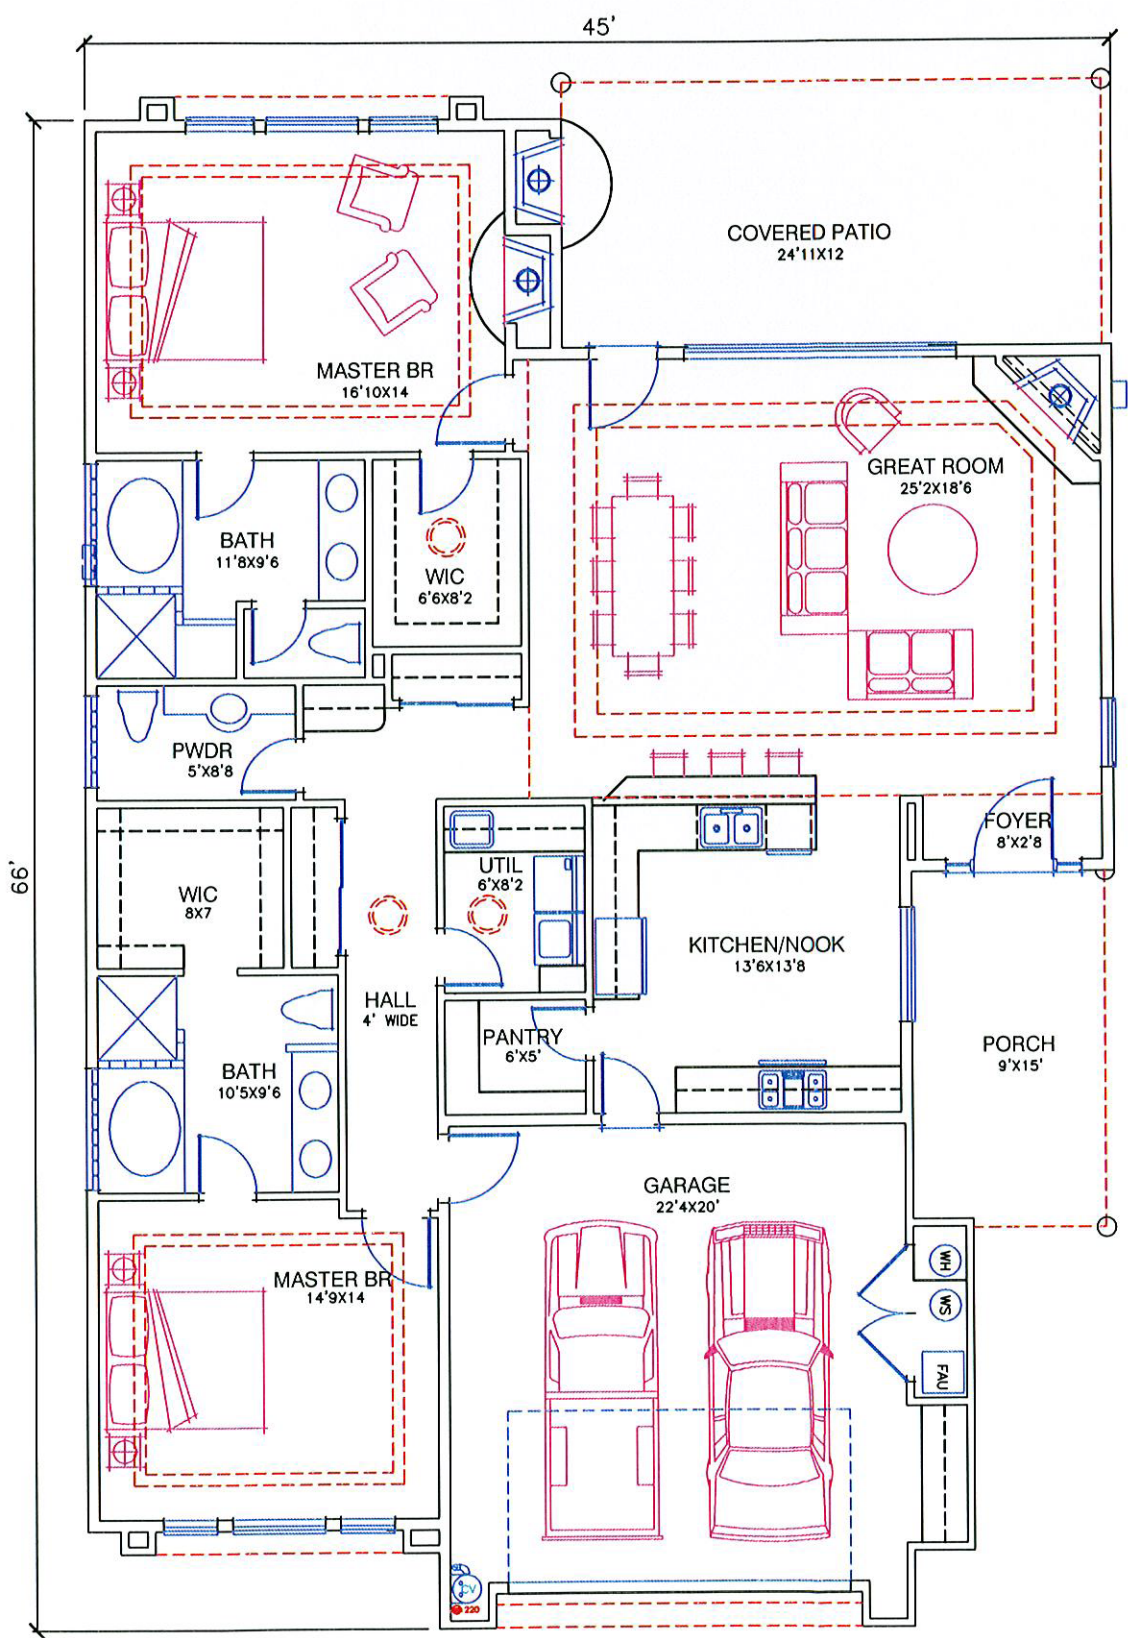 45'
66'
COVERED PATIO
24'11X12
MASTER BR
16'10X14
GREAT ROOM
25'2X18'6
BATH
11'8X9'6
WIC
6'6X8'2
PWDR
5'X8'8
FOYER
8'X2'8
UTIL
6'X8'2
WIC
8X7
KITCHEN/NOOK
13'6X13'8
HALL
4' WIDE
PANTRY
6'X5'
PORCH
9'X15'
BATH
10'5X9'6
GARAGE
22'4X20'
MASTER BR
14'9X14
WH
WS
FAU
CV
220